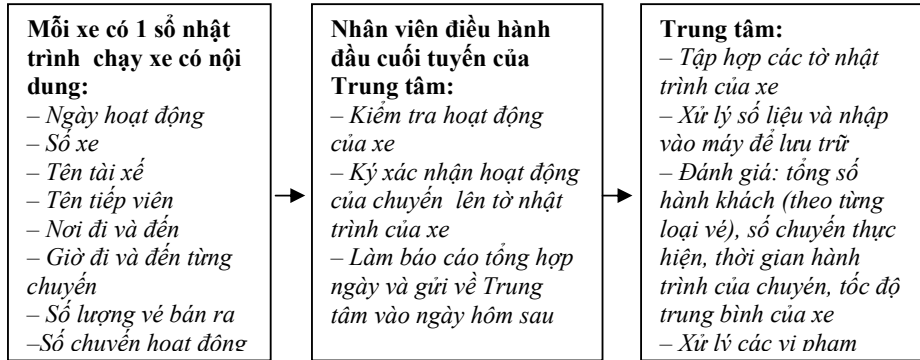 Mỗi xe có 1 sổ nhật
trình chạy xe có nội
dung:
– Ngày hoạt động
– Số xe
– Tên tài xế
– Tên tiếp viên
– Nơi đi và đến
– Giờ đi và đến từng
chuyến
– Số lượng vé bán ra
–Số chuyến hoạt động
Nhân viên điều hành
đầu cuối tuyến của
Trung tâm:
– Kiểm tra hoạt động
của xe
– Ký xác nhận hoạt động
của chuyến lên tờ nhật
trình của xe
– Làm báo cáo tổng hợp
ngày và gửi về Trung
tâm vào ngày hôm sau
Trung tâm:
– Tập hợp các tờ nhật
trình của xe
– Xử lý số liệu và nhập
vào máy để lưu trữ
– Đánh giá: tổng số
hành khách (theo từng
loại vé), số chuyến thực
hiện, thời gian hành
trình của chuyén, tốc độ
trung bình của xe
– Xử lý các vi phạm